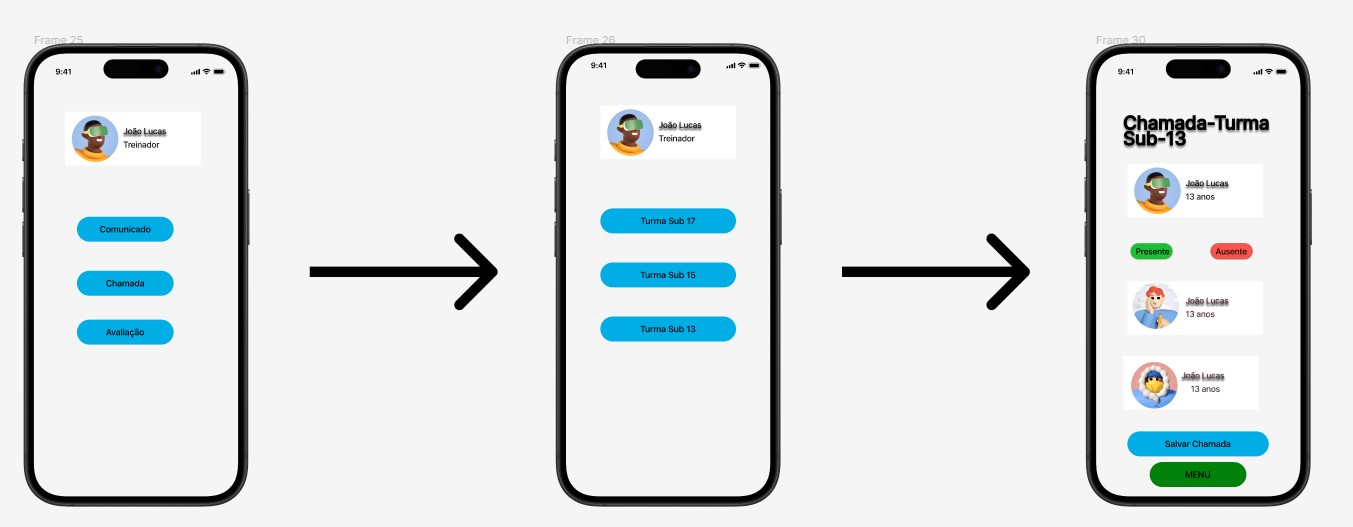 Frame 25
9:41
João Lucas
Treinador
Comunicado
Chamada
Avaliação
Frame 26
9:41
João Lucas
Treinador
Turma Sub 17
Turma Sub 15
Turma Sub 13
Frame 30
9:41
Chamada-Turma
Sub-13
João Lucas
13 anos
Presente
Ausente
João Lucas
13 anos
João Lucas
13 anos
Salvar Chamada
MENU